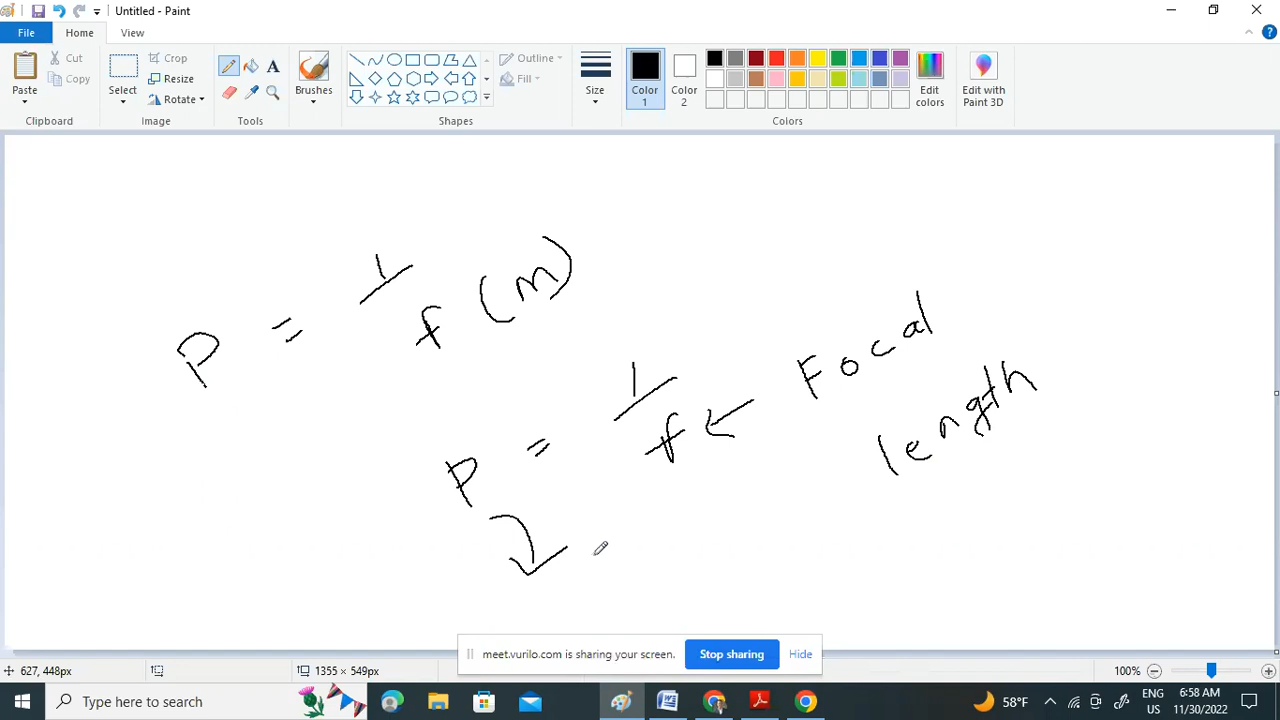 Untitled - Paint
File
Home
View
Paste
Cut
Copy
Clipboard
Select
Crop
Resize
Rotate
Image
A
Tools
Brushes
Outline
Fill
Shapes
Size
Color 1
Color 2
Edit colors
Colors
Edit with Paint 3D
P = 1/f (m)
P = 1/f ← Focal
length
meet.vurilo.com is sharing your screen.
Stop sharing
Hide
627, 448px
1355 × 549px
100%
Type here to search
58°F
ENG
US
6:58 AM
11/30/2022